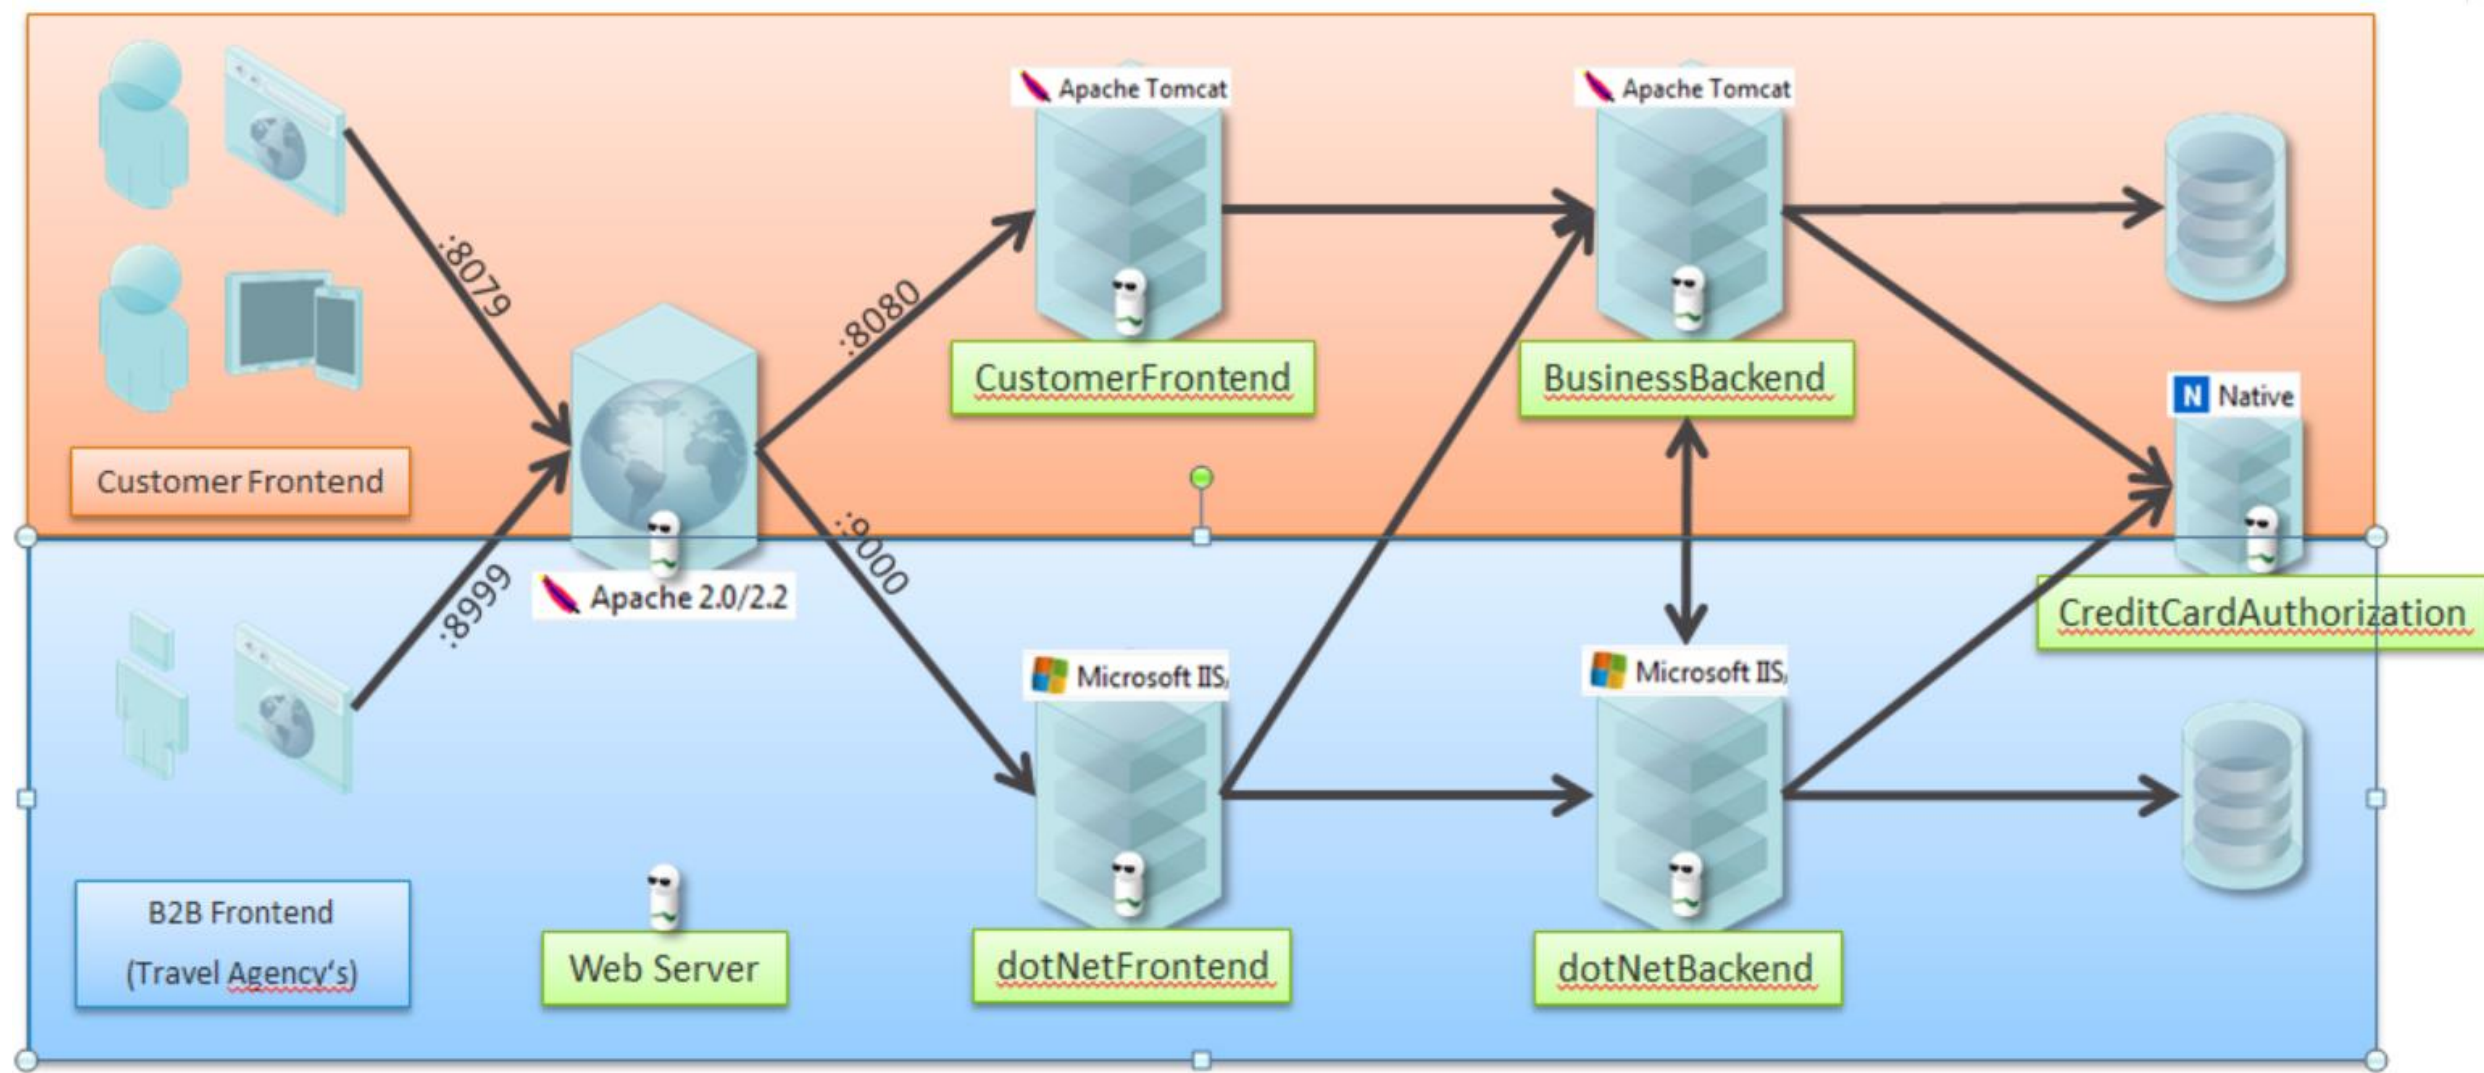 Apache Tomcat
Apache Tomcat
:8079
:8080
CustomerFrontend
BusinessBackend
N Native
Customer Frontend
:8999
:9000
Apache 2.0/2.2
CreditCardAuthorization
Microsoft IIS
Microsoft IIS
B2B Frontend
(Travel Agency's)
Web Server
dotNetFrontend
dotNetBackend